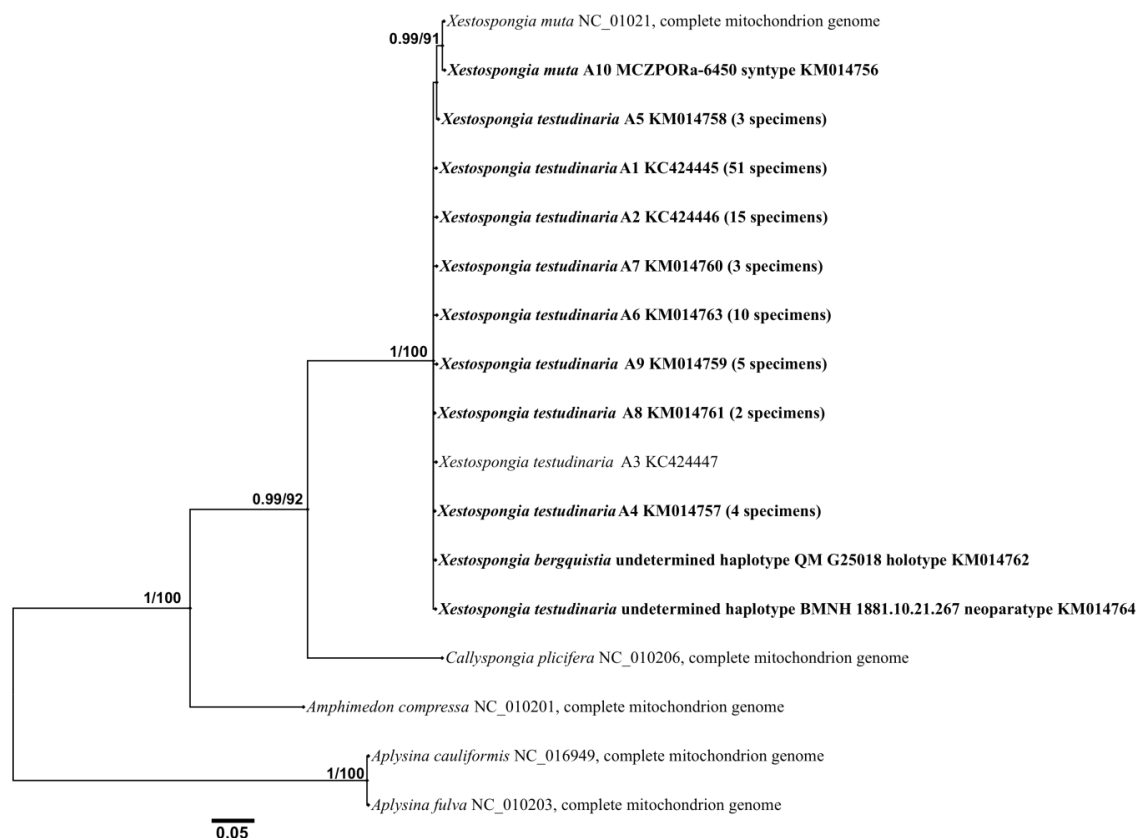 Xestospongia muta NC_01021, complete mitochondrion genome
0.99/91
Xestospongia muta A10 MCZPORa-6450 syntype KM014756
Xestospongia testudinaria A5 KM014758 (3 specimens)
Xestospongia testudinaria A1 KC424445 (51 specimens)
Xestospongia testudinaria A2 KC424446 (15 specimens)
Xestospongia testudinaria A7 KM014760 (3 specimens)
Xestospongia testudinaria A6 KM014763 (10 specimens)
1/100
Xestospongia testudinaria A9 KM014759 (5 specimens)
Xestospongia testudinaria A8 KM014761 (2 specimens)
Xestospongia testudinaria A3 KC424447
0.99/92
Xestospongia testudinaria A4 KM014757 (4 specimens)
Xestospongia bergquistia undetermined haplotype QM G25018 holotype KM014762
1/100
Xestospongia testudinaria undetermined haplotype BMNH 1881.10.21.267 neoparatype KM014764
Callyspongia plicifera NC_010206, complete mitochondrion genome
Amphimedon compressa NC_010201, complete mitochondrion genome
Aplysina cauliformis NC_016949, complete mitochondrion genome
1/100
Aplysina fulva NC_010203, complete mitochondrion genome
0.05